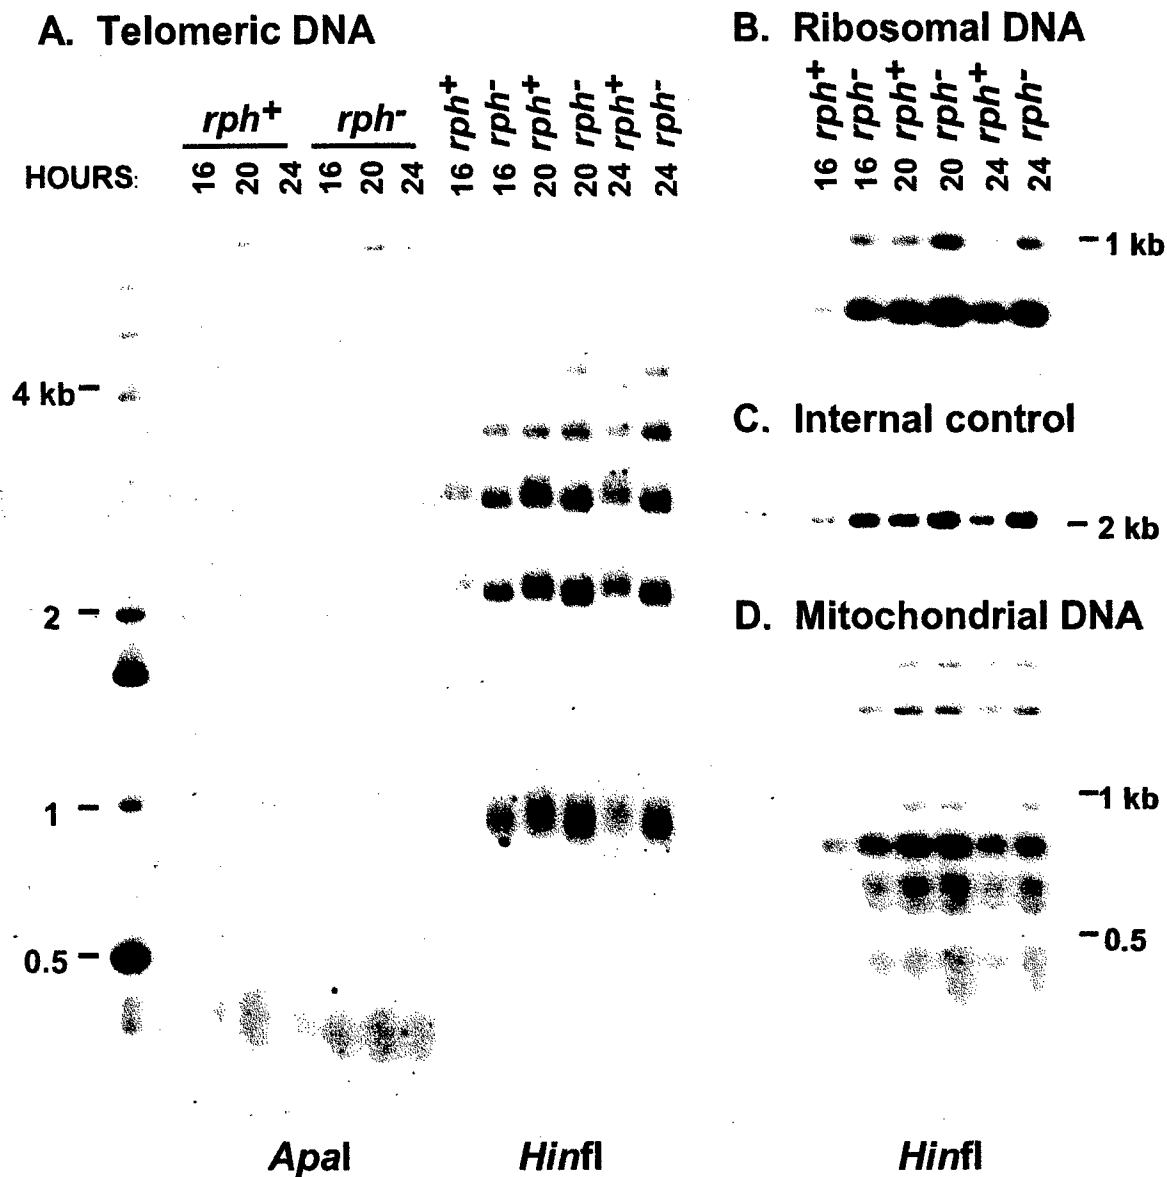 A. Telomeric DNA
rph+ rph-
HOURS: 16 20 24 16 20 24
16 rph+ 16 rph- 20 rph+ 20 rph- 24 rph+ 24 rph-
4 kb
2
1
0.5
ApaI HinfI
B. Ribosomal DNA
16 rph+ 16 rph- 20 rph+ 20 rph- 24 rph+ 24 rph-
1 kb
C. Internal control
2 kb
D. Mitochondrial DNA
1 kb
0.5
HinfI